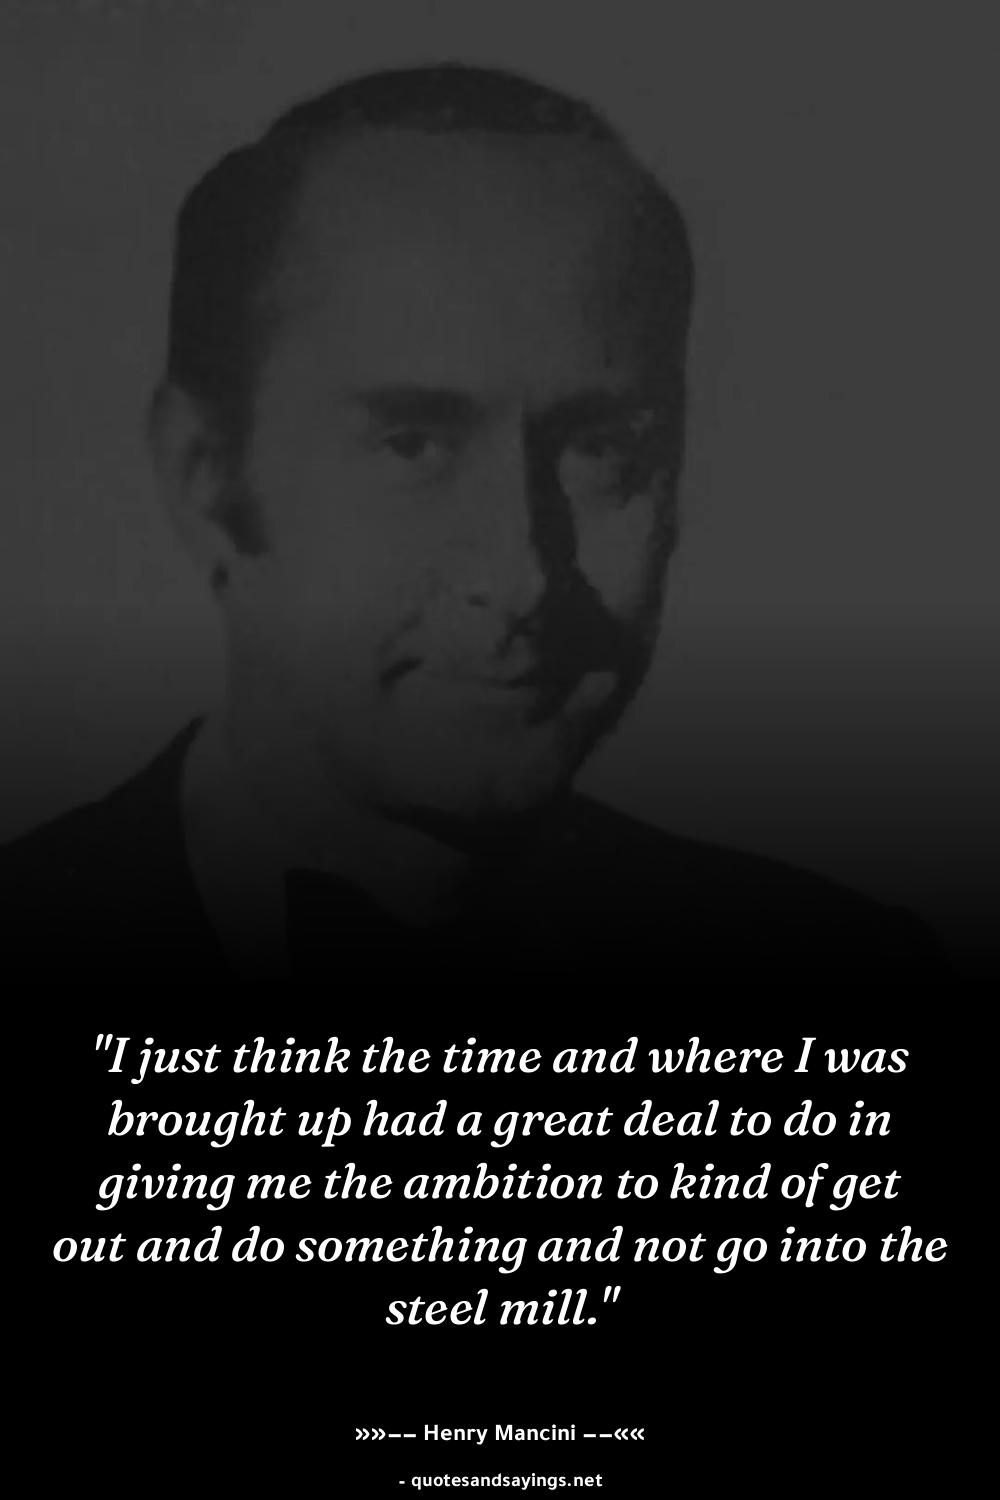 "I just think the time and where I was
brought up had a great deal to do in
giving me the ambition to kind of get
out and do something and not go into the
steel mill."
»»−− Henry Mancini −−««
- quotesandsayings.net